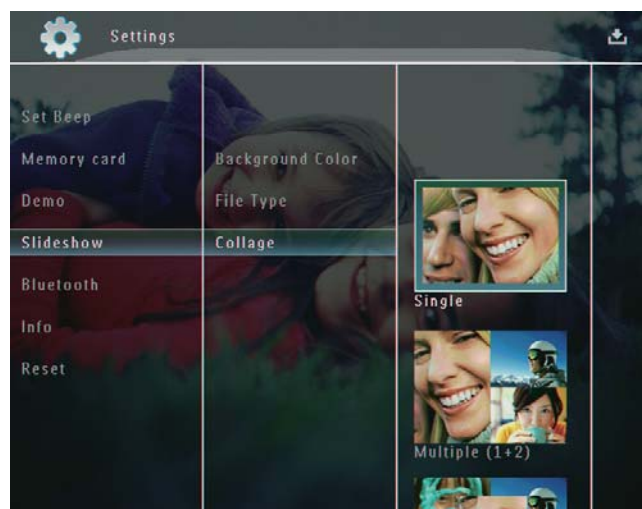 Settings
Set Beep
Memory card
Demo
Slideshow
Bluetooth
Info
Reset
Background Color
File Type
Collage
Single
Multiple (1+2)